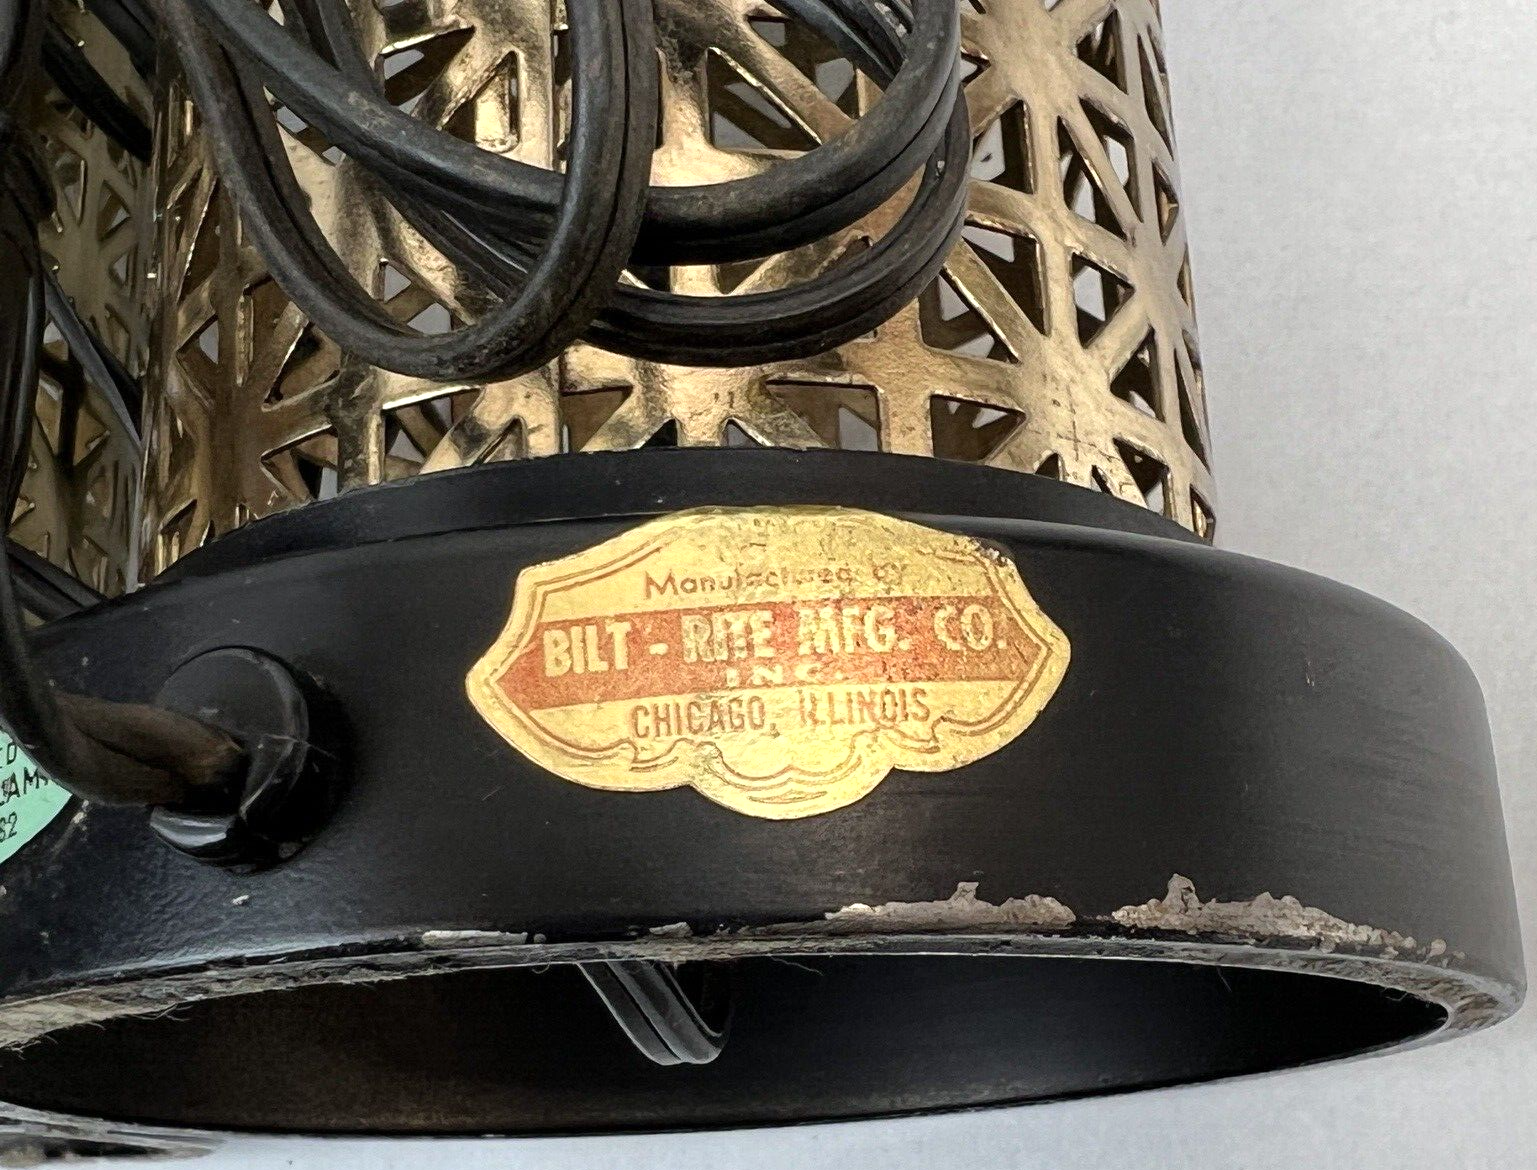 Manufactured by
BILT - RITE MFG. CO.
INC.
CHICAGO, ILLINOIS